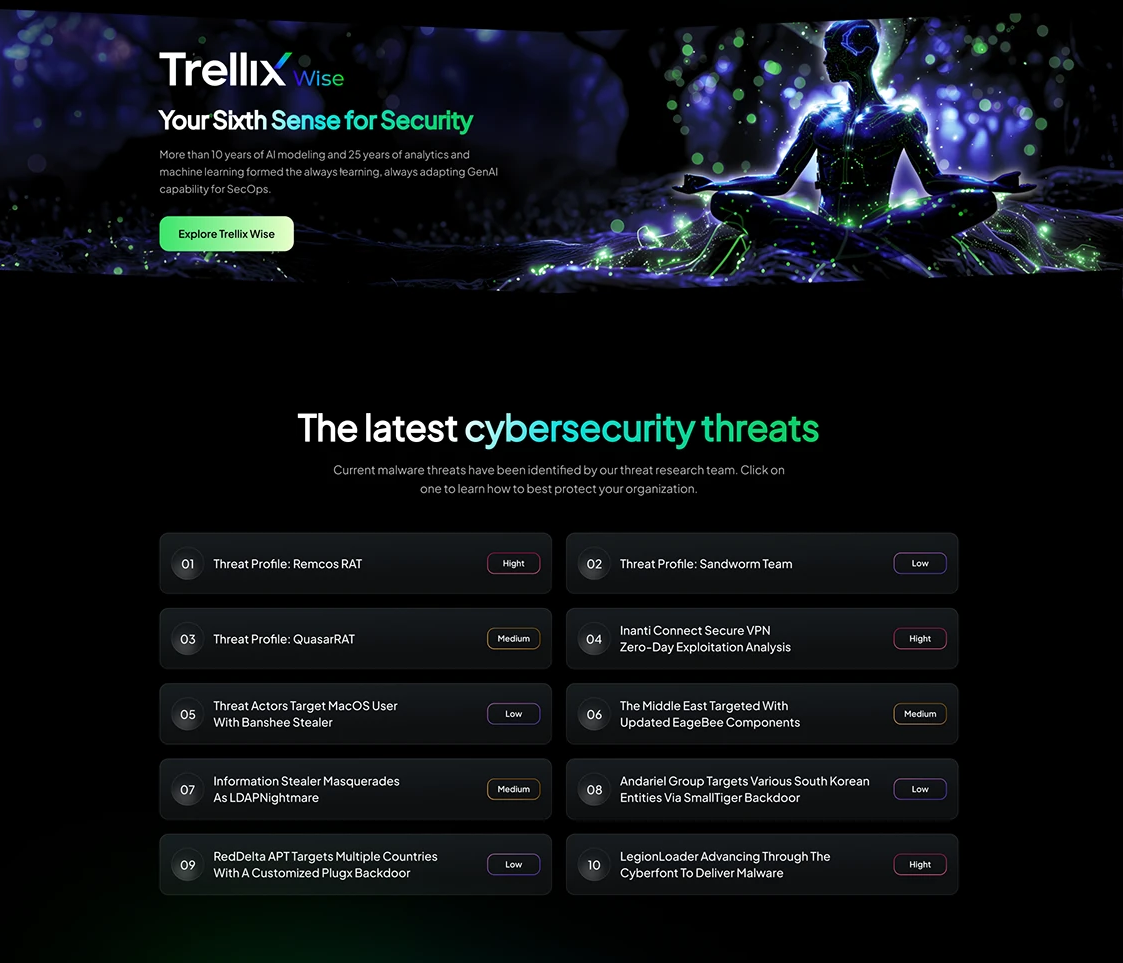 Trellix Wise
Your Sixth Sense for Security
More than 10 years of AI modeling and 25 years of analytics and
machine learning formed the always learning, always adapting GenAI
capability for SecOps.
Explore Trellix Wise
The latest cybersecurity threats
Current malware threats have been identified by our threat research team. Click on
one to learn how to best protect your organization.
01 Threat Profile: Remcos RAT Hight
02 Threat Profile: Sandworm Team Low
03 Threat Profile: QuasarRAT Medium
04 Inanti Connect Secure VPN
Zero-Day Exploitation Analysis Hight
05 Threat Actors Target MacOS User
With Banshee Stealer Low
06 The Middle East Targeted With
Updated EageBee Components Medium
07 Information Stealer Masquerades
As LDAPNightmare Medium
08 Andariel Group Targets Various South Korean
Entities Via SmallTiger Backdoor Low
09 RedDelta APT Targets Multiple Countries
With A Customized Plugx Backdoor Low
10 LegionLoader Advancing Through The
Cyberfont To Deliver Malware Hight